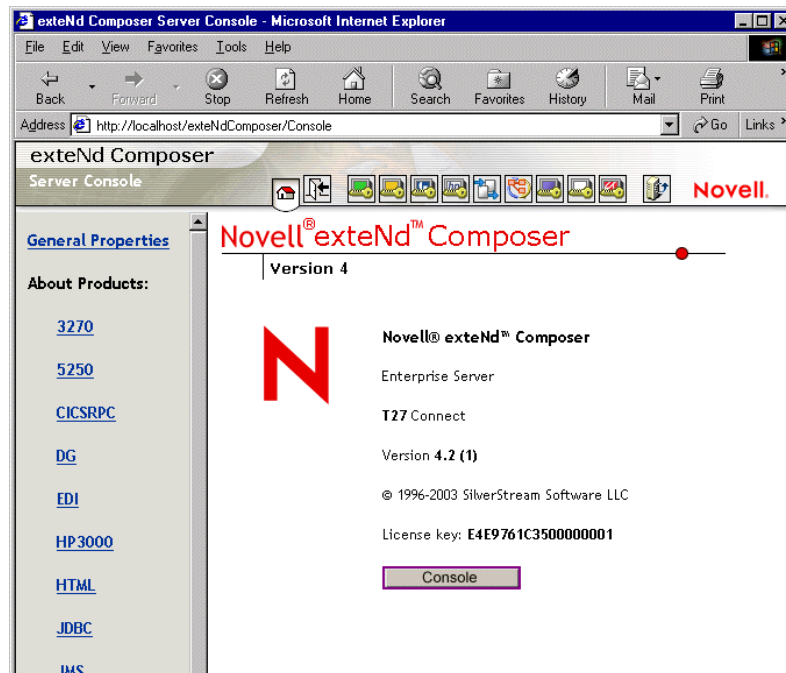 exteNd Composer Server Console - Microsoft Internet Explorer
File Edit View Favorites Tools Help
Back Forward Stop Refresh Home Search Favorites History Mail Print
Address http://localhost/exteNdComposer/Console Go Links
exteNd Composer
Server Console
Novell.
General Properties
About Products:
3270
5250
CICSRPC
DG
EDI
HP3000
HTML
JDBC
JMS
Novell® exteNd™ Composer
Version 4
Novell® exteNd™ Composer
Enterprise Server
T27 Connect
Version 4.2 (1)
© 1996-2003 SilverStream Software LLC
License key: E4E9761C3500000001
Console